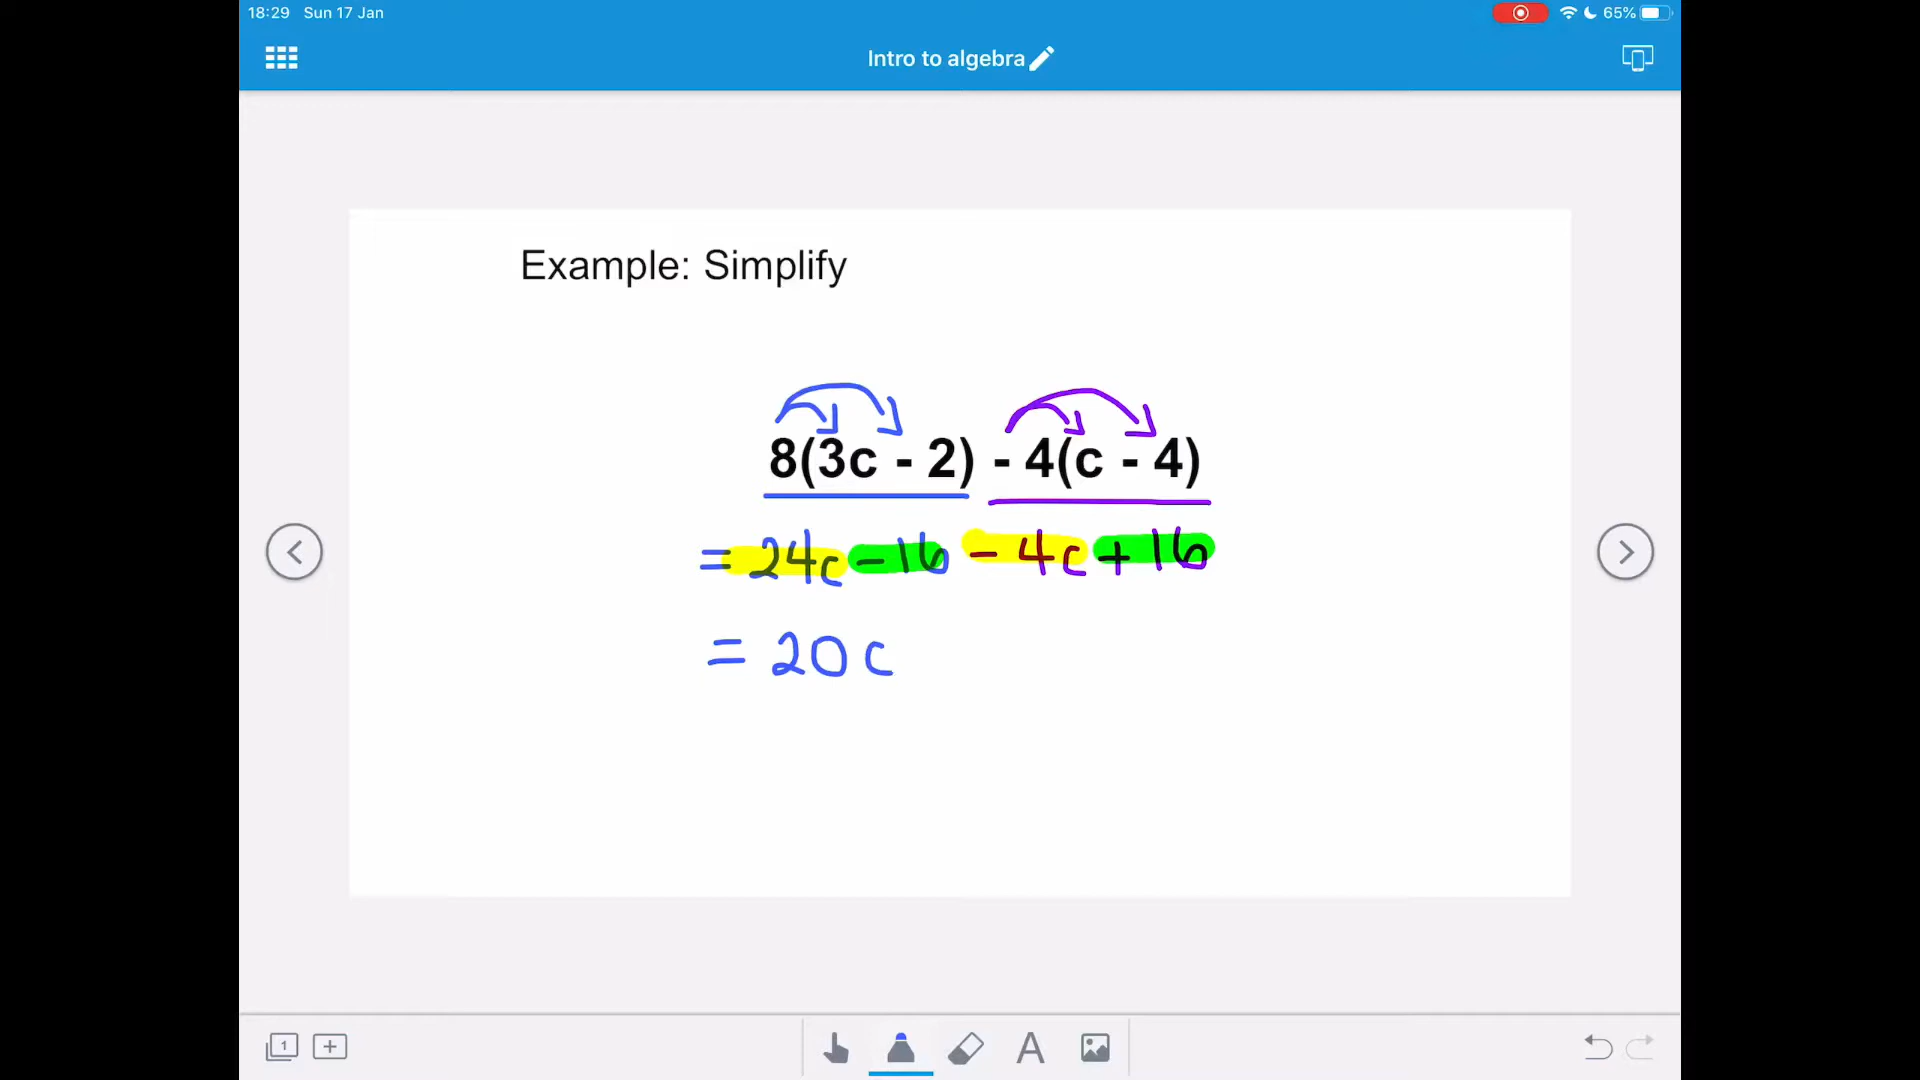 18:29 Sun 17 Jan
65%
Intro to algebra
Example: Simplify
8(3c - 2) - 4(c - 4)
= 24c - 16 - 4c + 16
= 20c
1
A